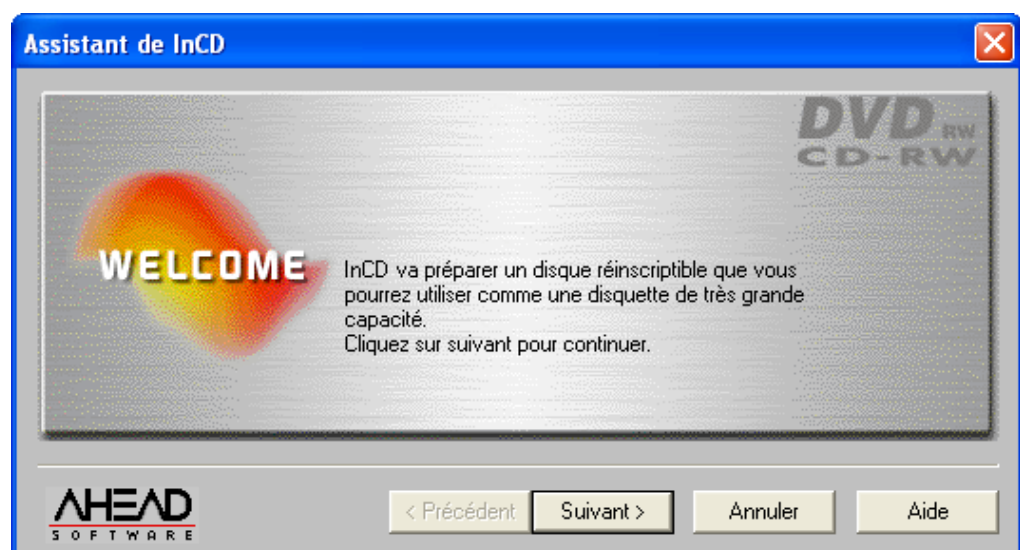 Assistant de InCD
DVD RW
CD-RW
WELCOME
InCD va préparer un disque réinscriptible que vous
pourrez utiliser comme une disquette de très grande
capacité.
Cliquez sur suivant pour continuer.
AHEAD
SOFTWARE
< Précédent
Suivant >
Annuler
Aide